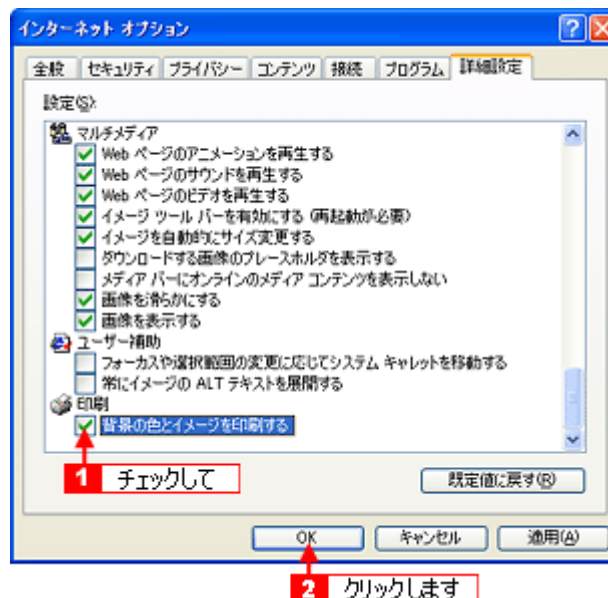 インターネット オプション
全般 セキュリティ プライバシー コンテンツ 接続 プログラム 詳細設定
設定(S):
マルチメディア
Web ページのアニメーションを再生する
Web ページのサウンドを再生する
Web ページのビデオを再生する
イメージ ツール バーを有効にする (再起動が必要)
イメージを自動的にサイズ変更する
ダウンロードする画像のプレースホルダを表示する
メディア バーにオンラインのメディア コンテンツを表示しない
画像を滑らかにする
画像を表示する
ユーザー補助
フォーカスや選択範囲の変更に応じてシステム キャレットを移動する
常にイメージの ALT テキストを展開する
印刷
背景の色とイメージを印刷する
1 チェックして
既定値に戻す(R)
OK キャンセル 適用(A)
2 クリックします